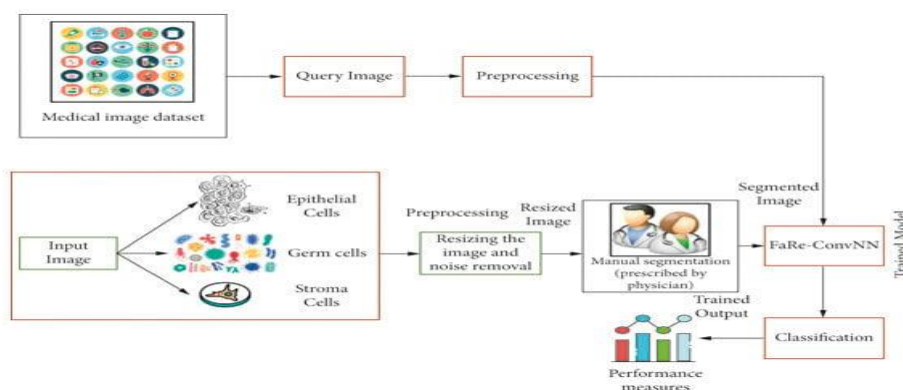 Medical image dataset
Query Image
Preprocessing
Input
Image
Epithelial
Cells
Germ cells
Stroma
Cells
Preprocessing
Resizing the
image and
noise removal
Resized
Image
Manual segmentation
(prescribed by
physician)
Segmented
Image
FaRe-ConvNN
Trained Model
Classification
Trained
Output
Performance
measures